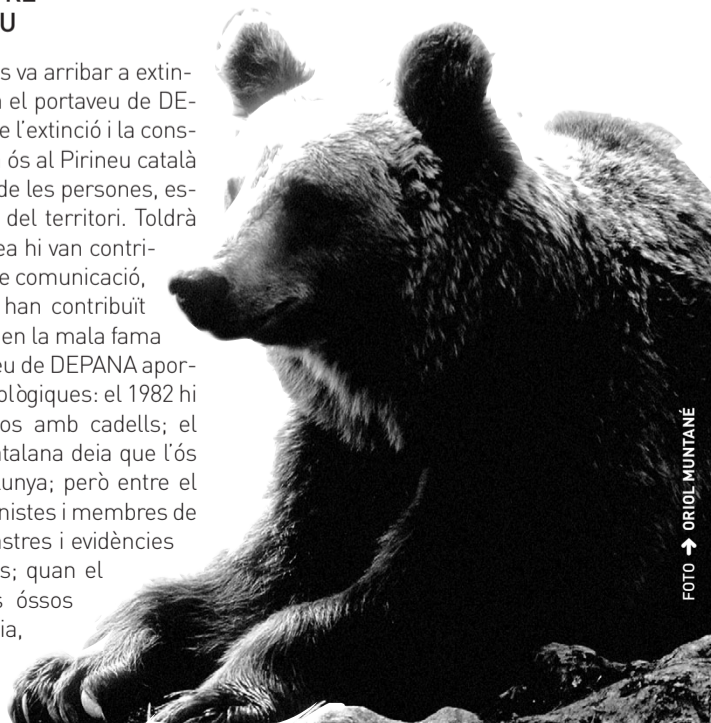 U
s va arribar a extin-
el portaveu de DE-
e l'extinció i la cons-
ós al Pirineu català
de les persones, es-
del territori. Toldrà
ea hi van contri-
e comunicació,
han contribuït
en la mala fama
eu de DEPANA apor-
ològiques: el 1982 hi
os amb cadells; el
atalana deia que l'ós
unya; però entre el
nistes i membres de
astres i evidències
s; quan el
s óssos
ia,
FOTO → ORIOL MUNTANÉ